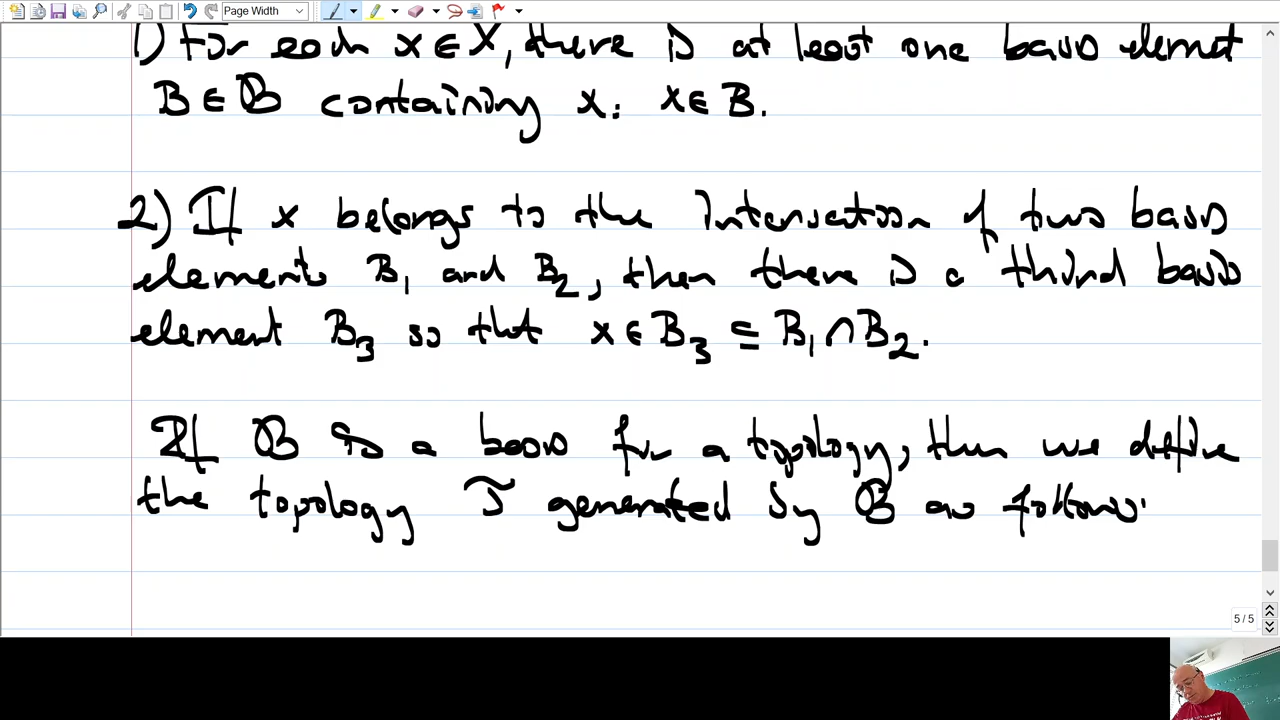 Page Width
1) For each x ∈ X, there is at least one basis element
B ∈ 𝓑 containing x: x ∈ B.
2) If x belongs to the intersection of two basis
elements B₁ and B₂, then there is a third basis
element B₃ so that x ∈ B₃ ⊆ B₁ ∩ B₂.
If 𝓑 is a basis for a topology, then we define
the topology 𝒯 generated by 𝓑 as follows:
5 / 5